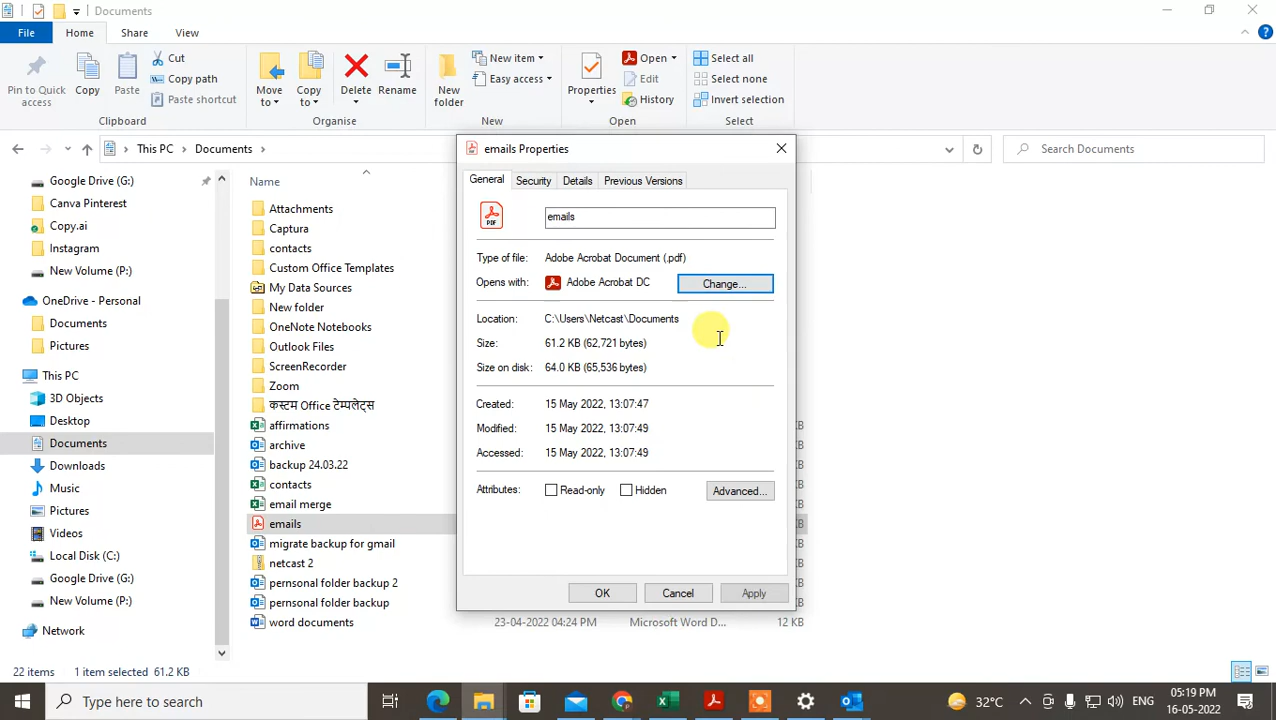 Documents
File Home Share View
Pin to Quick access
Copy
Paste
Cut
Copy path
Paste shortcut
Clipboard
Move to
Copy to
Delete
Rename
Organise
New folder
New item
Easy access
New
Properties
Open
Edit
History
Open
Select all
Select none
Invert selection
Select
This PC > Documents >
Search Documents
Google Drive (G:)
Canva Pinterest
Copy.ai
Instagram
New Volume (P:)
OneDrive - Personal
Documents
Pictures
This PC
3D Objects
Desktop
Documents
Downloads
Music
Pictures
Videos
Local Disk (C:)
Google Drive (G:)
New Volume (P:)
Network
Name
Attachments
Captura
contacts
Custom Office Templates
My Data Sources
New folder
OneNote Notebooks
Outlook Files
ScreenRecorder
Zoom
कस्टम Office टेम्पलेट्स
affirmations
archive
backup 24.03.22
contacts
email merge
emails
migrate backup for gmail
netcast 2
pernsonal folder backup 2
pernsonal folder backup
word documents 23-04-2022 04:24 PM Microsoft Word D... 12 KB
KB
KB
KB
KB
KB
KB
KB
KB
KB
KB
emails Properties
General Security Details Previous Versions
PDF
emails
Type of file: Adobe Acrobat Document (.pdf)
Opens with: Adobe Acrobat DC Change...
Location: C:\Users\Netcast\Documents
Size: 61.2 KB (62,721 bytes)
Size on disk: 64.0 KB (65,536 bytes)
Created: 15 May 2022, 13:07:47
Modified: 15 May 2022, 13:07:49
Accessed: 15 May 2022, 13:07:49
Attributes: Read-only Hidden Advanced...
OK Cancel Apply
22 items 1 item selected 61.2 KB
Type here to search
32°C
ENG
05:19 PM
16-05-2022